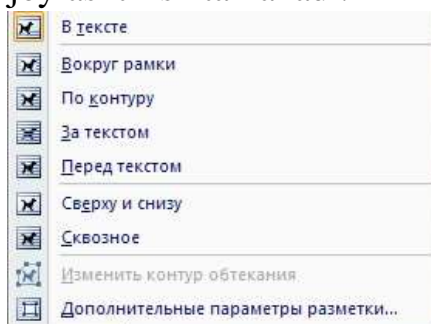 В тексте
Вокруг рамки
По контуру
За текстом
Перед текстом
Сверху и снизу
Сквозное
Изменить контур обтекания
Дополнительные параметры разметки...